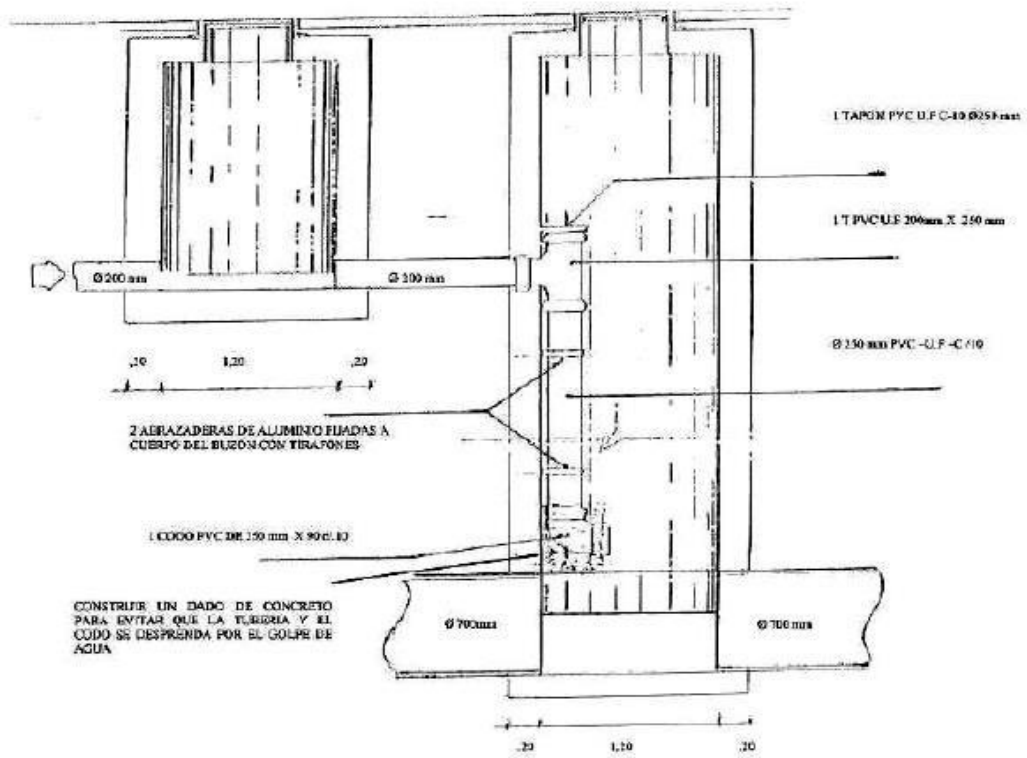 1 TAPON PVC U.F C-10 Ø250 mm
1 T PVC U.F 200mm X 250 mm
Ø 200 mm
Ø 200 mm
Ø 250 mm PVC -U.F -C/10
,20 1,20 ,20
2 ABRAZADERAS DE ALUMINIO FIJADAS A
CUERPO DEL BUZON CON TIRAFONES
1 CODO PVC DE 250 mm X 90 c/.10
CONSTRUIR UN DADO DE CONCRETO
PARA EVITAR QUE LA TUBERIA Y EL
CODO SE DESPRENDA POR EL GOLPE DE
AGUA
Ø 700mm
Ø 700 mm
,20 1,20 ,20